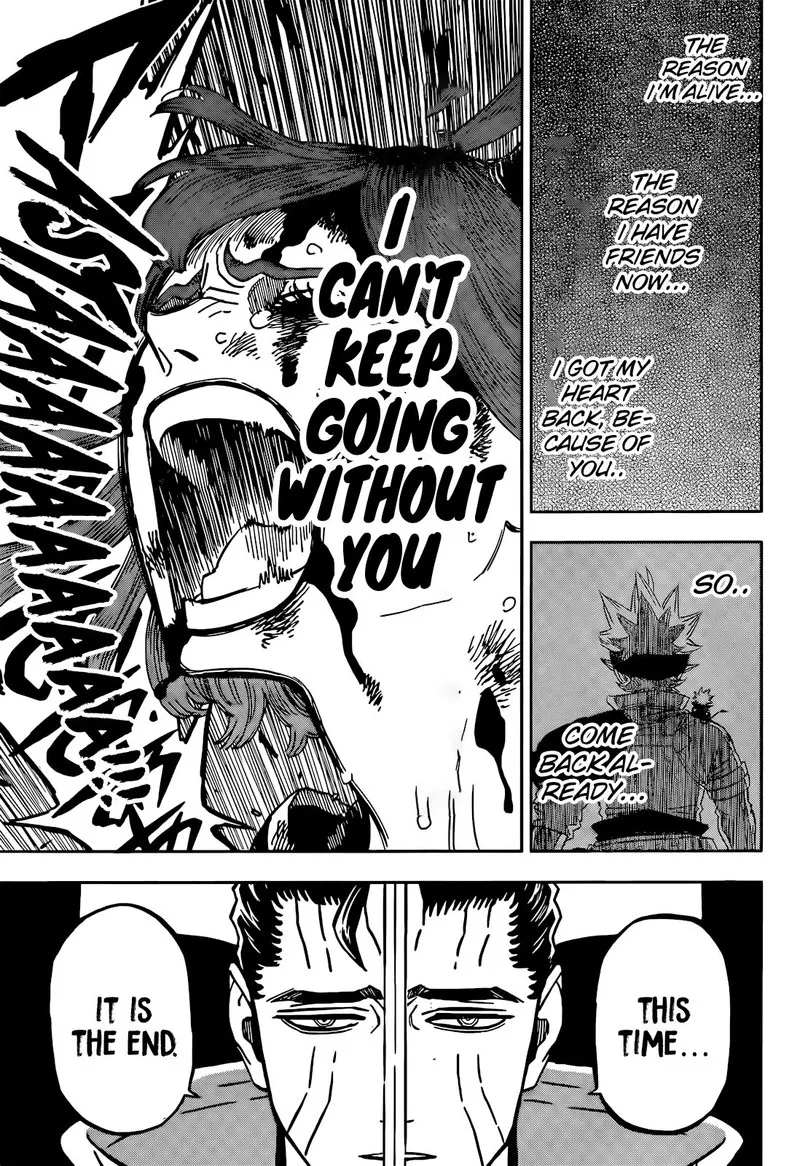 THE
REASON
I'M ALIVE...
THE
REASON
I HAVE
FRIENDS
NOW...
I GOT MY
HEART
BACK, BE-
CAUSE OF
YOU..
SO..
COME
BACK AL-
READY...
I
CAN'T
KEEP
GOING
WITHOUT
YOU
THIS
TIME...
IT IS
THE END.